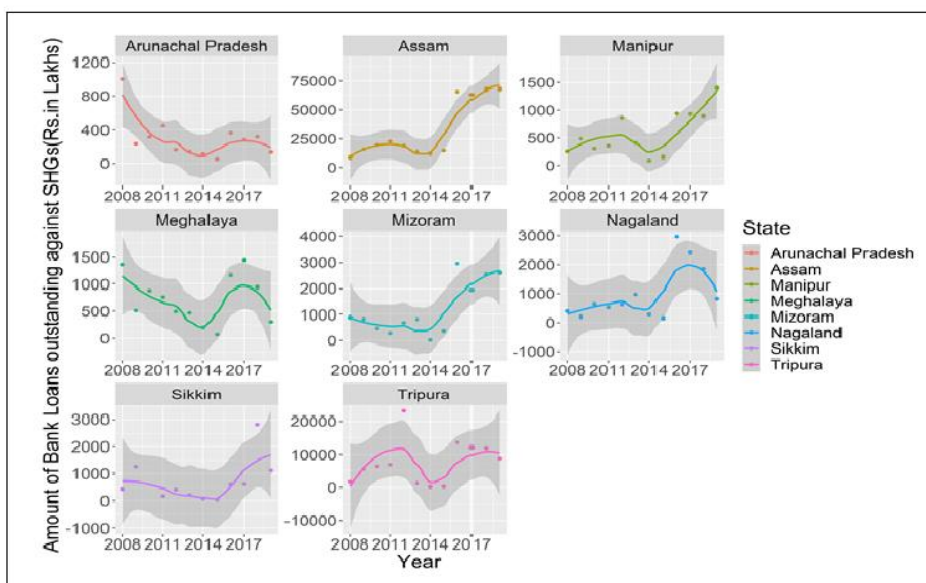 Amount of Bank Loans outstanding against SHGs(Rs.in Lakhs)
Arunachal Pradesh
Assam
Manipur
1200
800
400
0
75000
50000
25000
0
1500
1000
500
0
2008 2011 2014 2017
2008 2011 2014 2017
2008 2011 2014 2017
Meghalaya
Mizoram
Nagaland
1500
1000
500
0
4000
3000
2000
1000
0
3000
2000
1000
0
-1000
2008 2011 2014 2017
2008 2011 2014 2017
2008 2011 2014 2017
Sikkim
Tripura
3000
2000
1000
0
-1000
20000
10000
0
-10000
2008 2011 2014 2017
2008 2011 2014 2017
Year
State
Arunachal Pradesh
Assam
Manipur
Meghalaya
Mizoram
Nagaland
Sikkim
Tripura